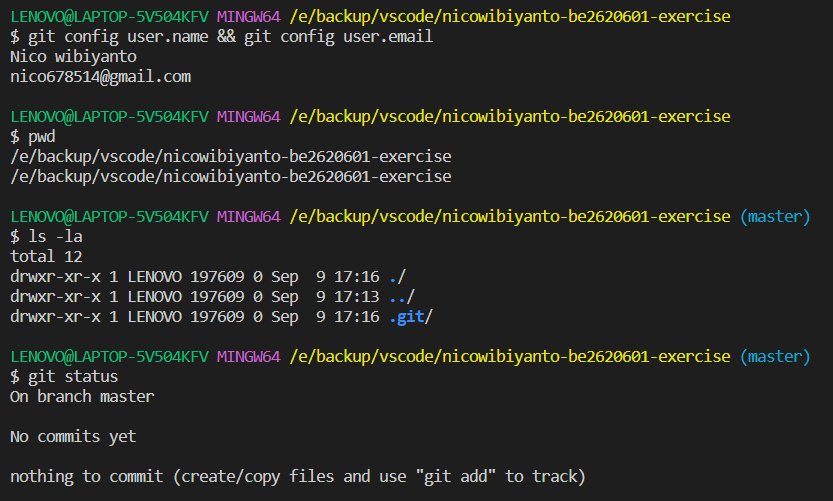 LENOVO@LAPTOP-5V504KFV MINGW64 /e/backup/vscode/nicowibiyanto-be2620601-exercise
$ git config user.name && git config user.email
Nico wibiyanto
nico678514@gmail.com
LENOVO@LAPTOP-5V504KFV MINGW64 /e/backup/vscode/nicowibiyanto-be2620601-exercise
$ pwd
/e/backup/vscode/nicowibiyanto-be2620601-exercise
/e/backup/vscode/nicowibiyanto-be2620601-exercise
LENOVO@LAPTOP-5V504KFV MINGW64 /e/backup/vscode/nicowibiyanto-be2620601-exercise (master)
$ ls -la
total 12
drwxr-xr-x 1 LENOVO 197609 0 Sep  9 17:16 ./
drwxr-xr-x 1 LENOVO 197609 0 Sep  9 17:13 ../
drwxr-xr-x 1 LENOVO 197609 0 Sep  9 17:16 .git/
LENOVO@LAPTOP-5V504KFV MINGW64 /e/backup/vscode/nicowibiyanto-be2620601-exercise (master)
$ git status
On branch master
No commits yet
nothing to commit (create/copy files and use "git add" to track)